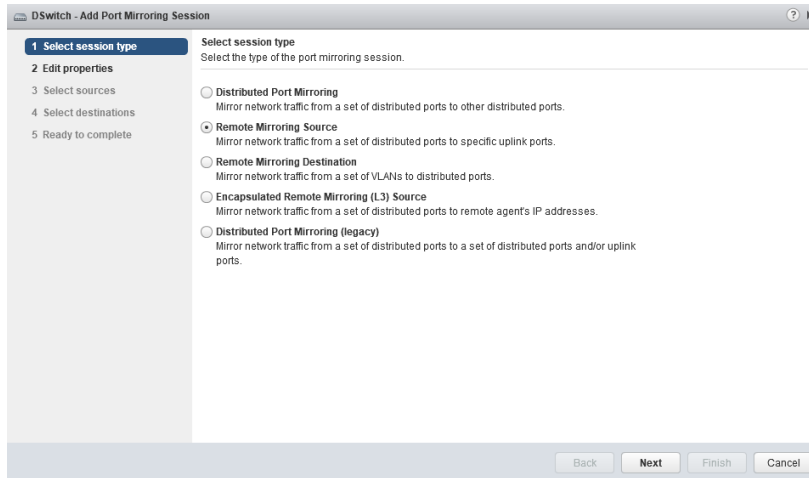 DSwitch - Add Port Mirroring Session
?
1 Select session type
2 Edit properties
3 Select sources
4 Select destinations
5 Ready to complete
Select session type
Select the type of the port mirroring session.
Distributed Port Mirroring
Mirror network traffic from a set of distributed ports to other distributed ports.
Remote Mirroring Source
Mirror network traffic from a set of distributed ports to specific uplink ports.
Remote Mirroring Destination
Mirror network traffic from a set of VLANs to distributed ports.
Encapsulated Remote Mirroring (L3) Source
Mirror network traffic from a set of distributed ports to remote agent's IP addresses.
Distributed Port Mirroring (legacy)
Mirror network traffic from a set of distributed ports to a set of distributed ports and/or uplink
ports.
Back Next Finish Cancel